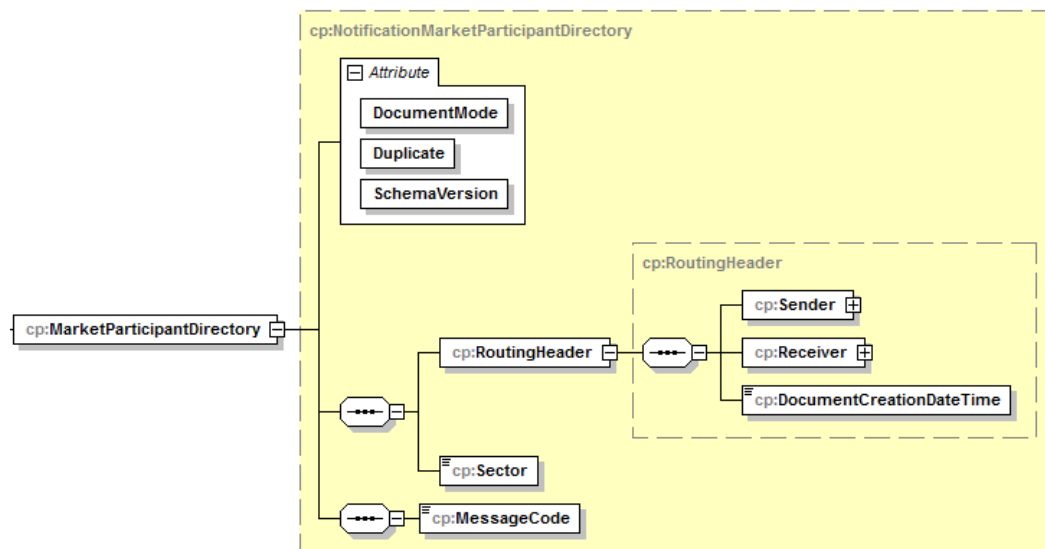 cp:NotificationMarketParticipantDirectory
Attribute
DocumentMode
Duplicate
SchemaVersion
cp:RoutingHeader
cp:Sender
cp:MarketParticipantDirectory
cp:RoutingHeader
cp:Receiver
cp:DocumentCreationDateTime
cp:Sector
cp:MessageCode